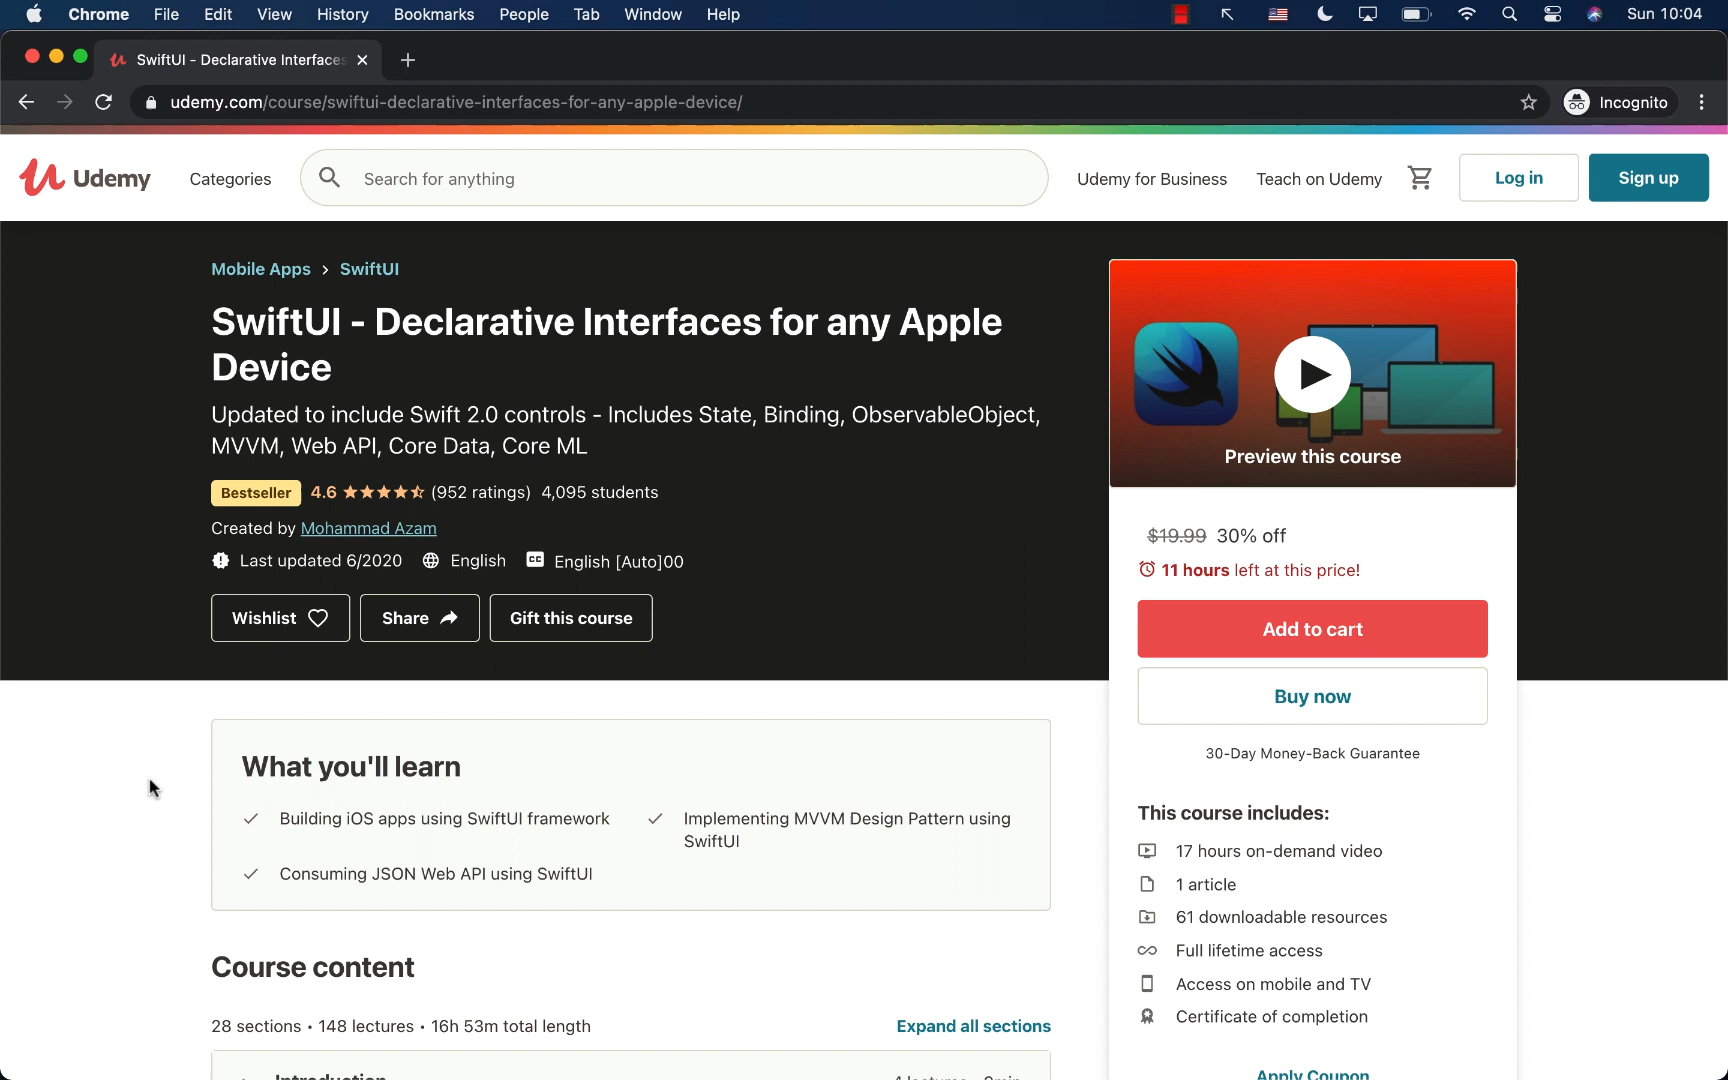 Chrome File Edit View History Bookmarks People Tab Window Help Sun 10:04
SwiftUI - Declarative Interfaces
udemy.com/course/swiftui-declarative-interfaces-for-any-apple-device/
Incognito
Udemy Categories Search for anything Udemy for Business Teach on Udemy Log in Sign up
Mobile Apps › SwiftUI
SwiftUI - Declarative Interfaces for any Apple
Device
Updated to include Swift 2.0 controls - Includes State, Binding, ObservableObject,
MVVM, Web API, Core Data, Core ML
Bestseller 4.6 (952 ratings) 4,095 students
Created by Mohammad Azam
Last updated 6/2020 English CC English [Auto]00
Wishlist Share Gift this course
Preview this course
$19.99 30% off
11 hours left at this price!
Add to cart
Buy now
30-Day Money-Back Guarantee
This course includes:
17 hours on-demand video
1 article
61 downloadable resources
Full lifetime access
Access on mobile and TV
Certificate of completion
Apply Coupon
What you'll learn
Building iOS apps using SwiftUI framework
Implementing MVVM Design Pattern using
SwiftUI
Consuming JSON Web API using SwiftUI
Course content
28 sections • 148 lectures • 16h 53m total length
Expand all sections
Introduction